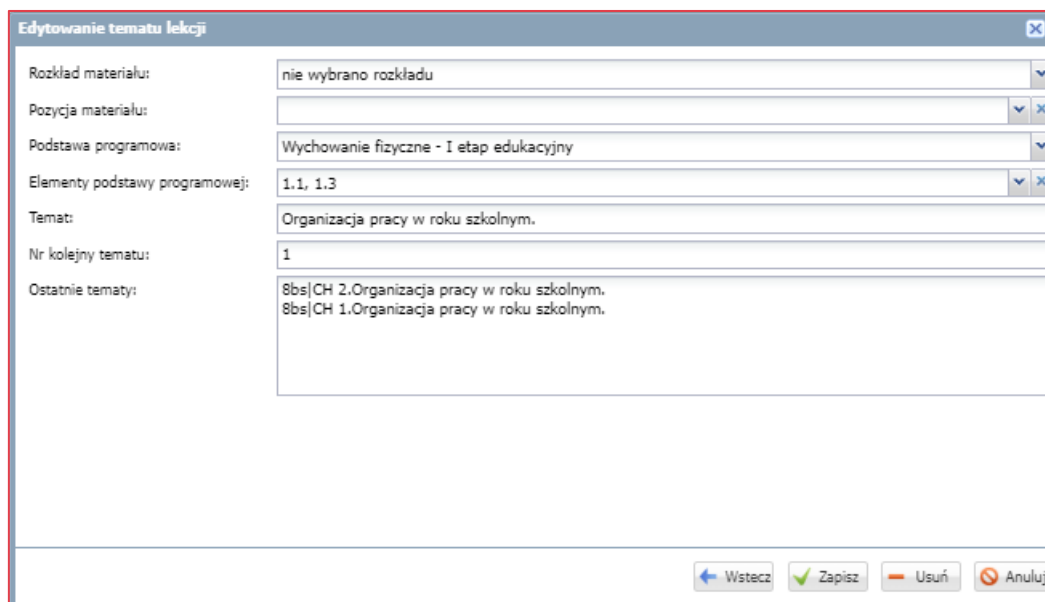 Edytowanie tematu lekcji
Rozkład materiału: nie wybrano rozkładu
Pozycja materiału:
Podstawa programowa: Wychowanie fizyczne - I etap edukacyjny
Elementy podstawy programowej: 1.1, 1.3
Temat: Organizacja pracy w roku szkolnym.
Nr kolejny tematu: 1
Ostatnie tematy: 8bs|CH 2.Organizacja pracy w roku szkolnym.
8bs|CH 1.Organizacja pracy w roku szkolnym.
Wstecz Zapisz Usuń Anuluj